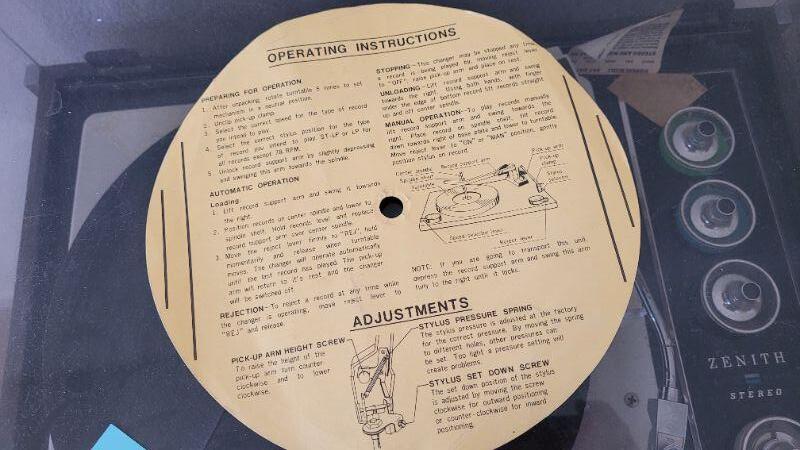 OPERATING INSTRUCTIONS
PREPARING FOR OPERATION
1. After unpacking, rotate turntable 5 times to set
mechanism in a neutral position.
2. Unclip pick-up clamp.
3. Select the correct speed for the type of record
you intend to play.
4. Select the correct stylus position for the type
of record you intend to play ST-LP or LP for
all records except 78 RPM.
5. Unlock record support arm by slightly depressing
and swinging this arm towards the spindle.
AUTOMATIC OPERATION
Loading
1. Lift record support arm and swing it towards
the right.
2. Position records on center spindle and lower to
spindle shelf. Hold records level and replace
record support arm over center spindle.
3. Move the reject lever firmly to "REJ", hold
momentarily and release when turntable
moves. The changer will operate automatically
until the last record has played. The pick-up
arm will return to it's rest and the changer
will be switched off.
REJECTION—To reject a record at any time while
the changer is operating, move reject lever to
"REJ" and release.
STOPPING—The changer may be stopped any time
a record is being played by, moving reject lever
to "OFF"; raise pick-up arm and place on rest.
UNLOADING—Lift record support arm and swing
towards the right. Using both hands, with finger
under the edge of bottom record lift records straight
up and off center spindle.
MANUAL OPERATION—To play records manually
lift record support arm and swing towards the
right. Place record on spindle shelf, tilt record
down towards right of base plate and lower to turntable
Move reject lever to "ON" or "MAN" position, gently
position stylus on record.
Center spindle
Record support arm
Spindle shelf
Turntable
Pick-up arm
Pick-up
clamp
Stylus
selector
Speed selector lever
Reject lever
NOTE: If you are going to transport this unit
depress the record support arm and swing this arm
fully to the right until it locks.
ADJUSTMENTS
PICK-UP ARM HEIGHT SCREW
To raise the height of the
pick-up arm turn counter-
clockwise and to lower
clockwise.
STYLUS PRESSURE SPRING
The stylus pressure is adjusted at the factory
for the correct pressure. By moving the spring
to different holes, other pressures can
be set. Too light a pressure setting will
create problems.
STYLUS SET DOWN SCREW
The set down position of the stylus
is adjusted by moving the screw
clockwise for outward positioning
or counter-clockwise for inward
positioning.
ZENITH
STEREO